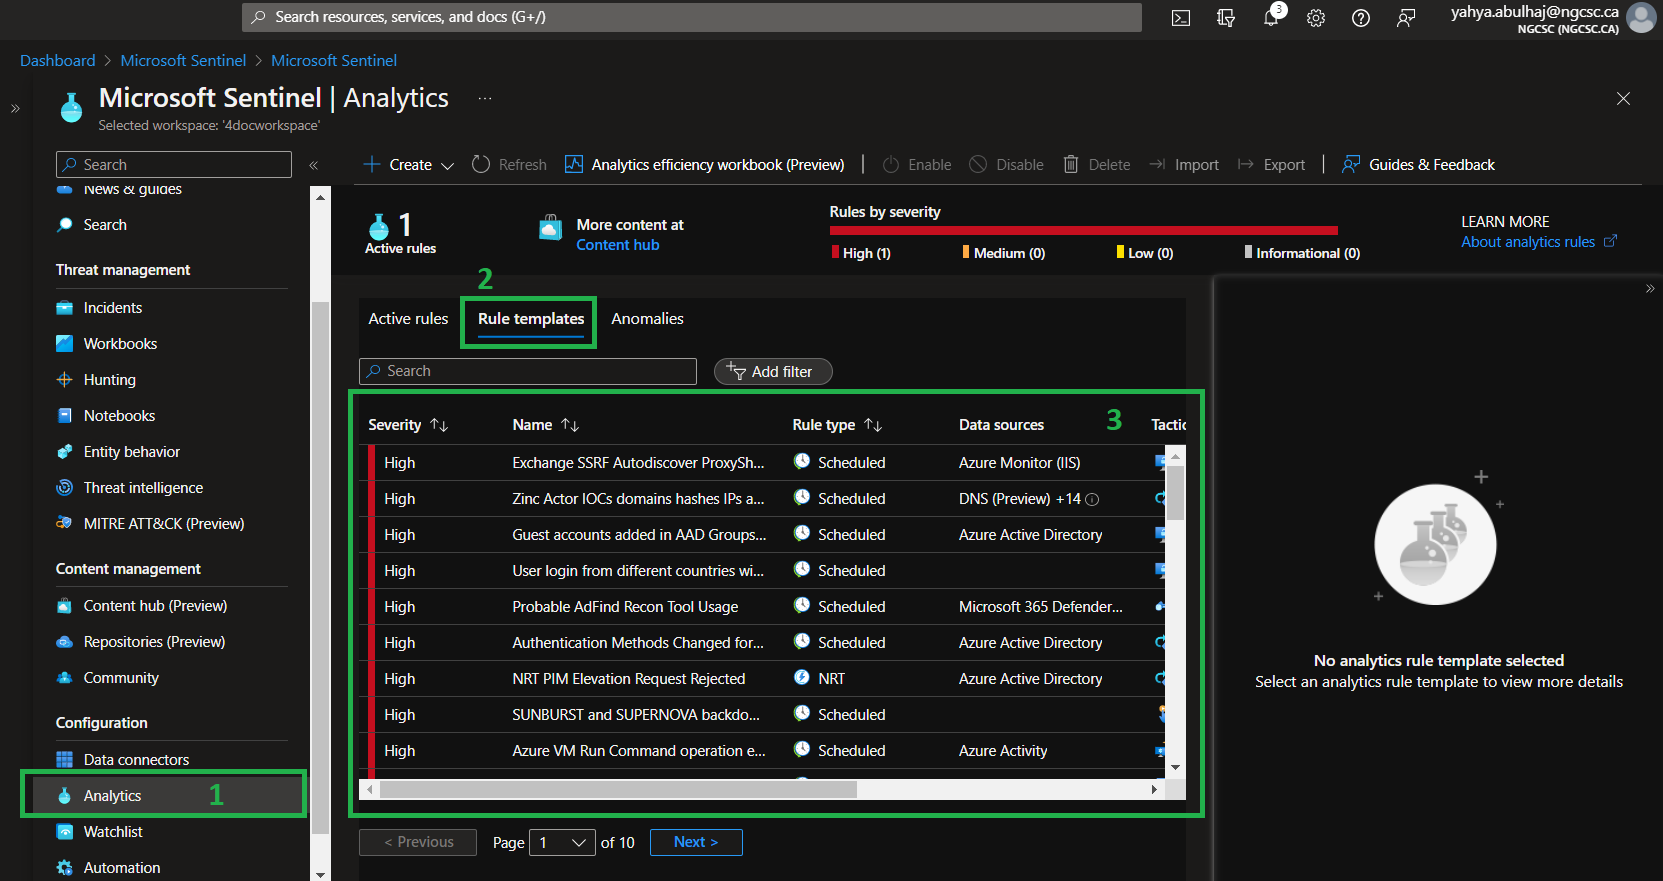 Search resources, services, and docs (G+/)
3
yahya.abulhaj@ngcsc.ca
NGCSC (NGCSC.CA)
Dashboard > Microsoft Sentinel > Microsoft Sentinel
Microsoft Sentinel | Analytics ...
Selected workspace: '4docworkspace'
Search
News & guides
Search
Threat management
Incidents
Workbooks
Hunting
Notebooks
Entity behavior
Threat intelligence
MITRE ATT&CK (Preview)
Content management
Content hub (Preview)
Repositories (Preview)
Community
Configuration
Data connectors
Analytics 1
Watchlist
Automation
Create Refresh Analytics efficiency workbook (Preview) Enable Disable Delete Import Export Guides & Feedback
1
Active rules
More content at
Content hub
Rules by severity
High (1) Medium (0) Low (0) Informational (0)
LEARN MORE
About analytics rules
2
Active rules Rule templates Anomalies
Search Add filter
3
Severity Name Rule type Data sources Tactic
High Exchange SSRF Autodiscover ProxySh... Scheduled Azure Monitor (IIS)
High Zinc Actor IOCs domains hashes IPs a... Scheduled DNS (Preview) +14
High Guest accounts added in AAD Groups... Scheduled Azure Active Directory
High User login from different countries wi... Scheduled
High Probable AdFind Recon Tool Usage Scheduled Microsoft 365 Defender...
High Authentication Methods Changed for... Scheduled Azure Active Directory
High NRT PIM Elevation Request Rejected NRT Azure Active Directory
High SUNBURST and SUPERNOVA backdo... Scheduled
High Azure VM Run Command operation e... Scheduled Azure Activity
< Previous Page 1 of 10 Next >
No analytics rule template selected
Select an analytics rule template to view more details